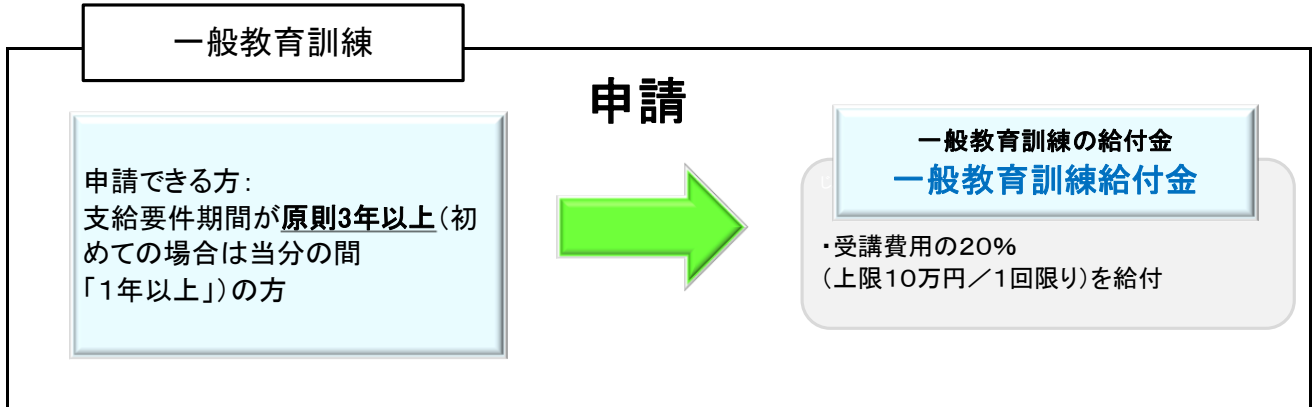 一般教育訓練
申請
申請できる方：
支給要件期間が原則3年以上（初
めての場合は当分の間
「１年以上」）の方
一般教育訓練の給付金
一般教育訓練給付金
・受講費用の２０％
（上限１０万円／１回限り）を給付